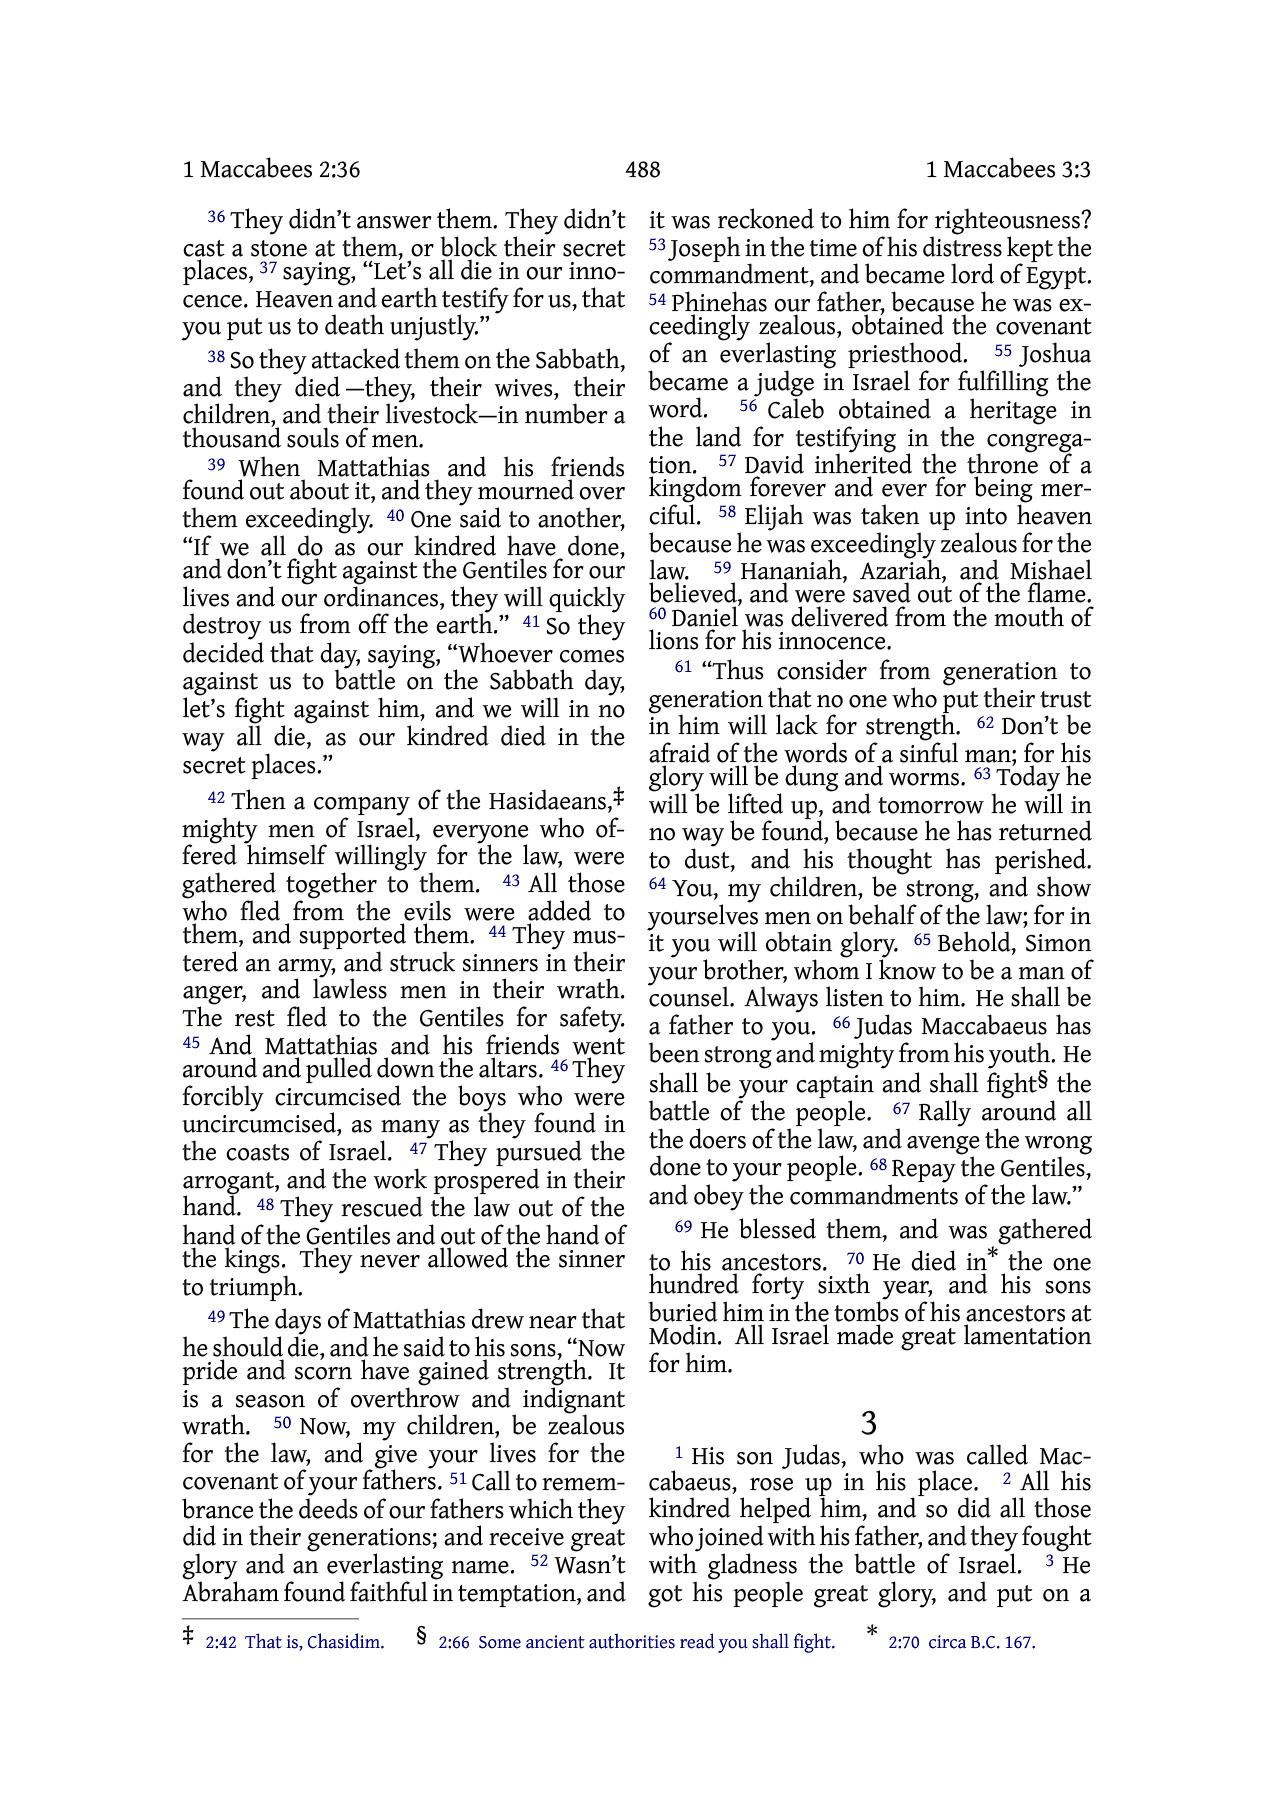 1 Maccabees 2:36
488
1 Maccabees 3:3
36 They didn’t answer them. They didn’t
cast a stone at them, or block their secret
places, 37 saying, “Let’s all die in our inno-
cence. Heaven and earth testify for us, that
you put us to death unjustly.”
38 So they attacked them on the Sabbath,
and they died —they, their wives, their
children, and their livestock—in number a
thousand souls of men.
39 When Mattathias and his friends
found out about it, and they mourned over
them exceedingly. 40 One said to another,
“If we all do as our kindred have done,
and don’t fight against the Gentiles for our
lives and our ordinances, they will quickly
destroy us from off the earth.” 41 So they
decided that day, saying, “Whoever comes
against us to battle on the Sabbath day,
let’s fight against him, and we will in no
way all die, as our kindred died in the
secret places.”
42 Then a company of the Hasidaeans,‡
mighty men of Israel, everyone who of-
fered himself willingly for the law, were
gathered together to them. 43 All those
who fled from the evils were added to
them, and supported them. 44 They mus-
tered an army, and struck sinners in their
anger, and lawless men in their wrath.
The rest fled to the Gentiles for safety.
45 And Mattathias and his friends went
around and pulled down the altars. 46 They
forcibly circumcised the boys who were
uncircumcised, as many as they found in
the coasts of Israel. 47 They pursued the
arrogant, and the work prospered in their
hand. 48 They rescued the law out of the
hand of the Gentiles and out of the hand of
the kings. They never allowed the sinner
to triumph.
49 The days of Mattathias drew near that
he should die, and he said to his sons, “Now
pride and scorn have gained strength. It
is a season of overthrow and indignant
wrath. 50 Now, my children, be zealous
for the law, and give your lives for the
covenant of your fathers. 51 Call to remem-
brance the deeds of our fathers which they
did in their generations; and receive great
glory and an everlasting name. 52 Wasn’t
Abraham found faithful in temptation, and
it was reckoned to him for righteousness?
53 Joseph in the time of his distress kept the
commandment, and became lord of Egypt.
54 Phinehas our father, because he was ex-
ceedingly zealous, obtained the covenant
of an everlasting priesthood. 55 Joshua
became a judge in Israel for fulfilling the
word. 56 Caleb obtained a heritage in
the land for testifying in the congrega-
tion. 57 David inherited the throne of a
kingdom forever and ever for being mer-
ciful. 58 Elijah was taken up into heaven
because he was exceedingly zealous for the
law. 59 Hananiah, Azariah, and Mishael
believed, and were saved out of the flame.
60 Daniel was delivered from the mouth of
lions for his innocence.
61 “Thus consider from generation to
generation that no one who put their trust
in him will lack for strength. 62 Don’t be
afraid of the words of a sinful man; for his
glory will be dung and worms. 63 Today he
will be lifted up, and tomorrow he will in
no way be found, because he has returned
to dust, and his thought has perished.
64 You, my children, be strong, and show
yourselves men on behalf of the law; for in
it you will obtain glory. 65 Behold, Simon
your brother, whom I know to be a man of
counsel. Always listen to him. He shall be
a father to you. 66 Judas Maccabaeus has
been strong and mighty from his youth. He
shall be your captain and shall fight§ the
battle of the people. 67 Rally around all
the doers of the law, and avenge the wrong
done to your people. 68 Repay the Gentiles,
and obey the commandments of the law.”
69 He blessed them, and was gathered
to his ancestors. 70 He died in* the one
hundred forty sixth year, and his sons
buried him in the tombs of his ancestors at
Modin. All Israel made great lamentation
for him.
3
1 His son Judas, who was called Mac-
cabaeus, rose up in his place. 2 All his
kindred helped him, and so did all those
who joined with his father, and they fought
with gladness the battle of Israel. 3 He
got his people great glory, and put on a
‡ 2:42 That is, Chasidim. § 2:66 Some ancient authorities read you shall fight. * 2:70 circa B.C. 167.